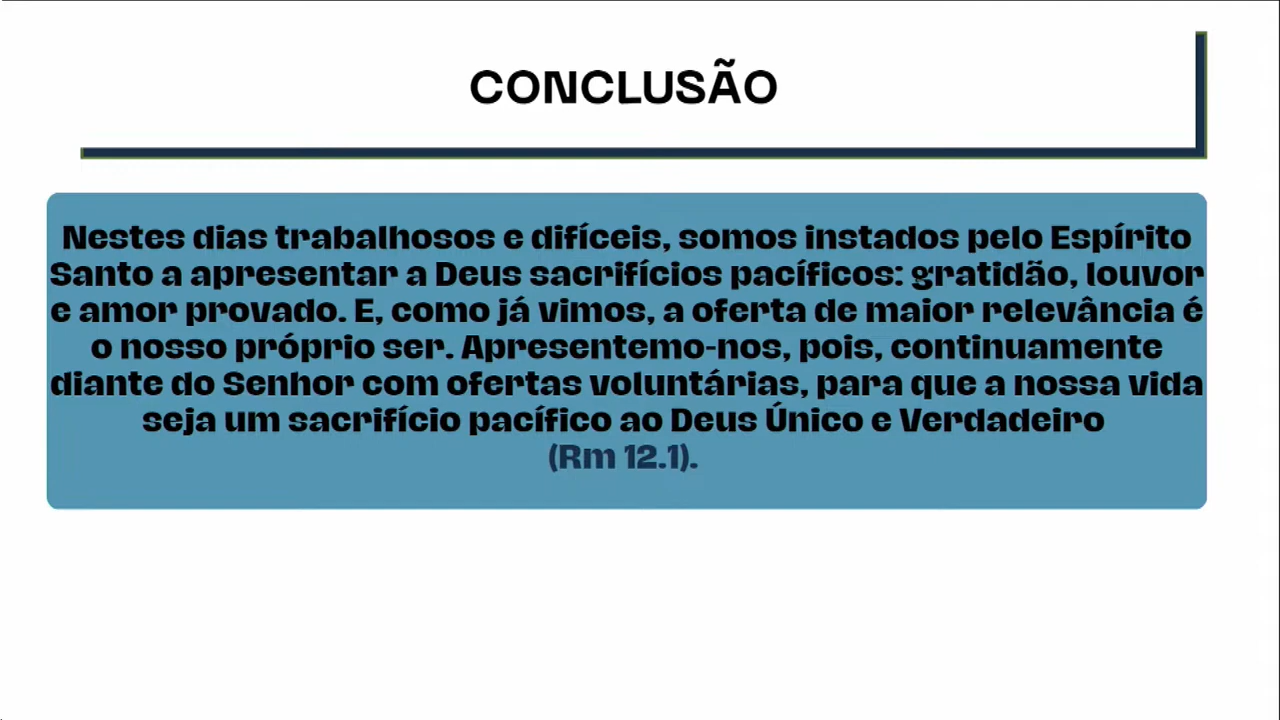 CONCLUSÃO
Nestes dias trabalhosos e difíceis, somos instados pelo Espírito
Santo a apresentar a Deus sacrifícios pacíficos: gratidão, louvor
e amor provado. E, como já vimos, a oferta de maior relevância é
o nosso próprio ser. Apresentemo-nos, pois, continuamente
diante do Senhor com ofertas voluntárias, para que a nossa vida
seja um sacrifício pacífico ao Deus Único e Verdadeiro
(Rm 12.1).